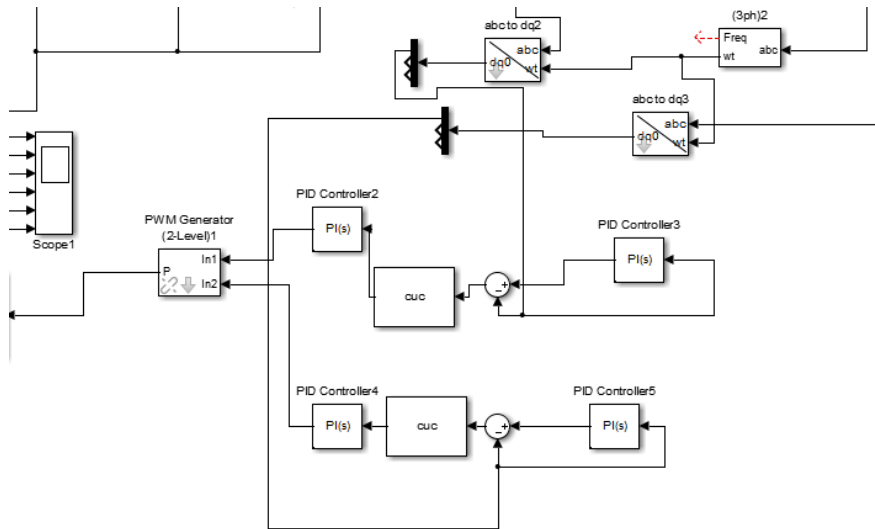 (3ph)2
Freq
wt
abc
abc to dq2
abc
dq0
wt
abc to dq3
abc
dq0
wt
Scope1
PID Controller2
PI(s)
PID Controller3
PI(s)
PWM Generator
(2-Level)1
P
In1
In2
cuc
PID Controller4
PI(s)
cuc
PID Controller5
PI(s)